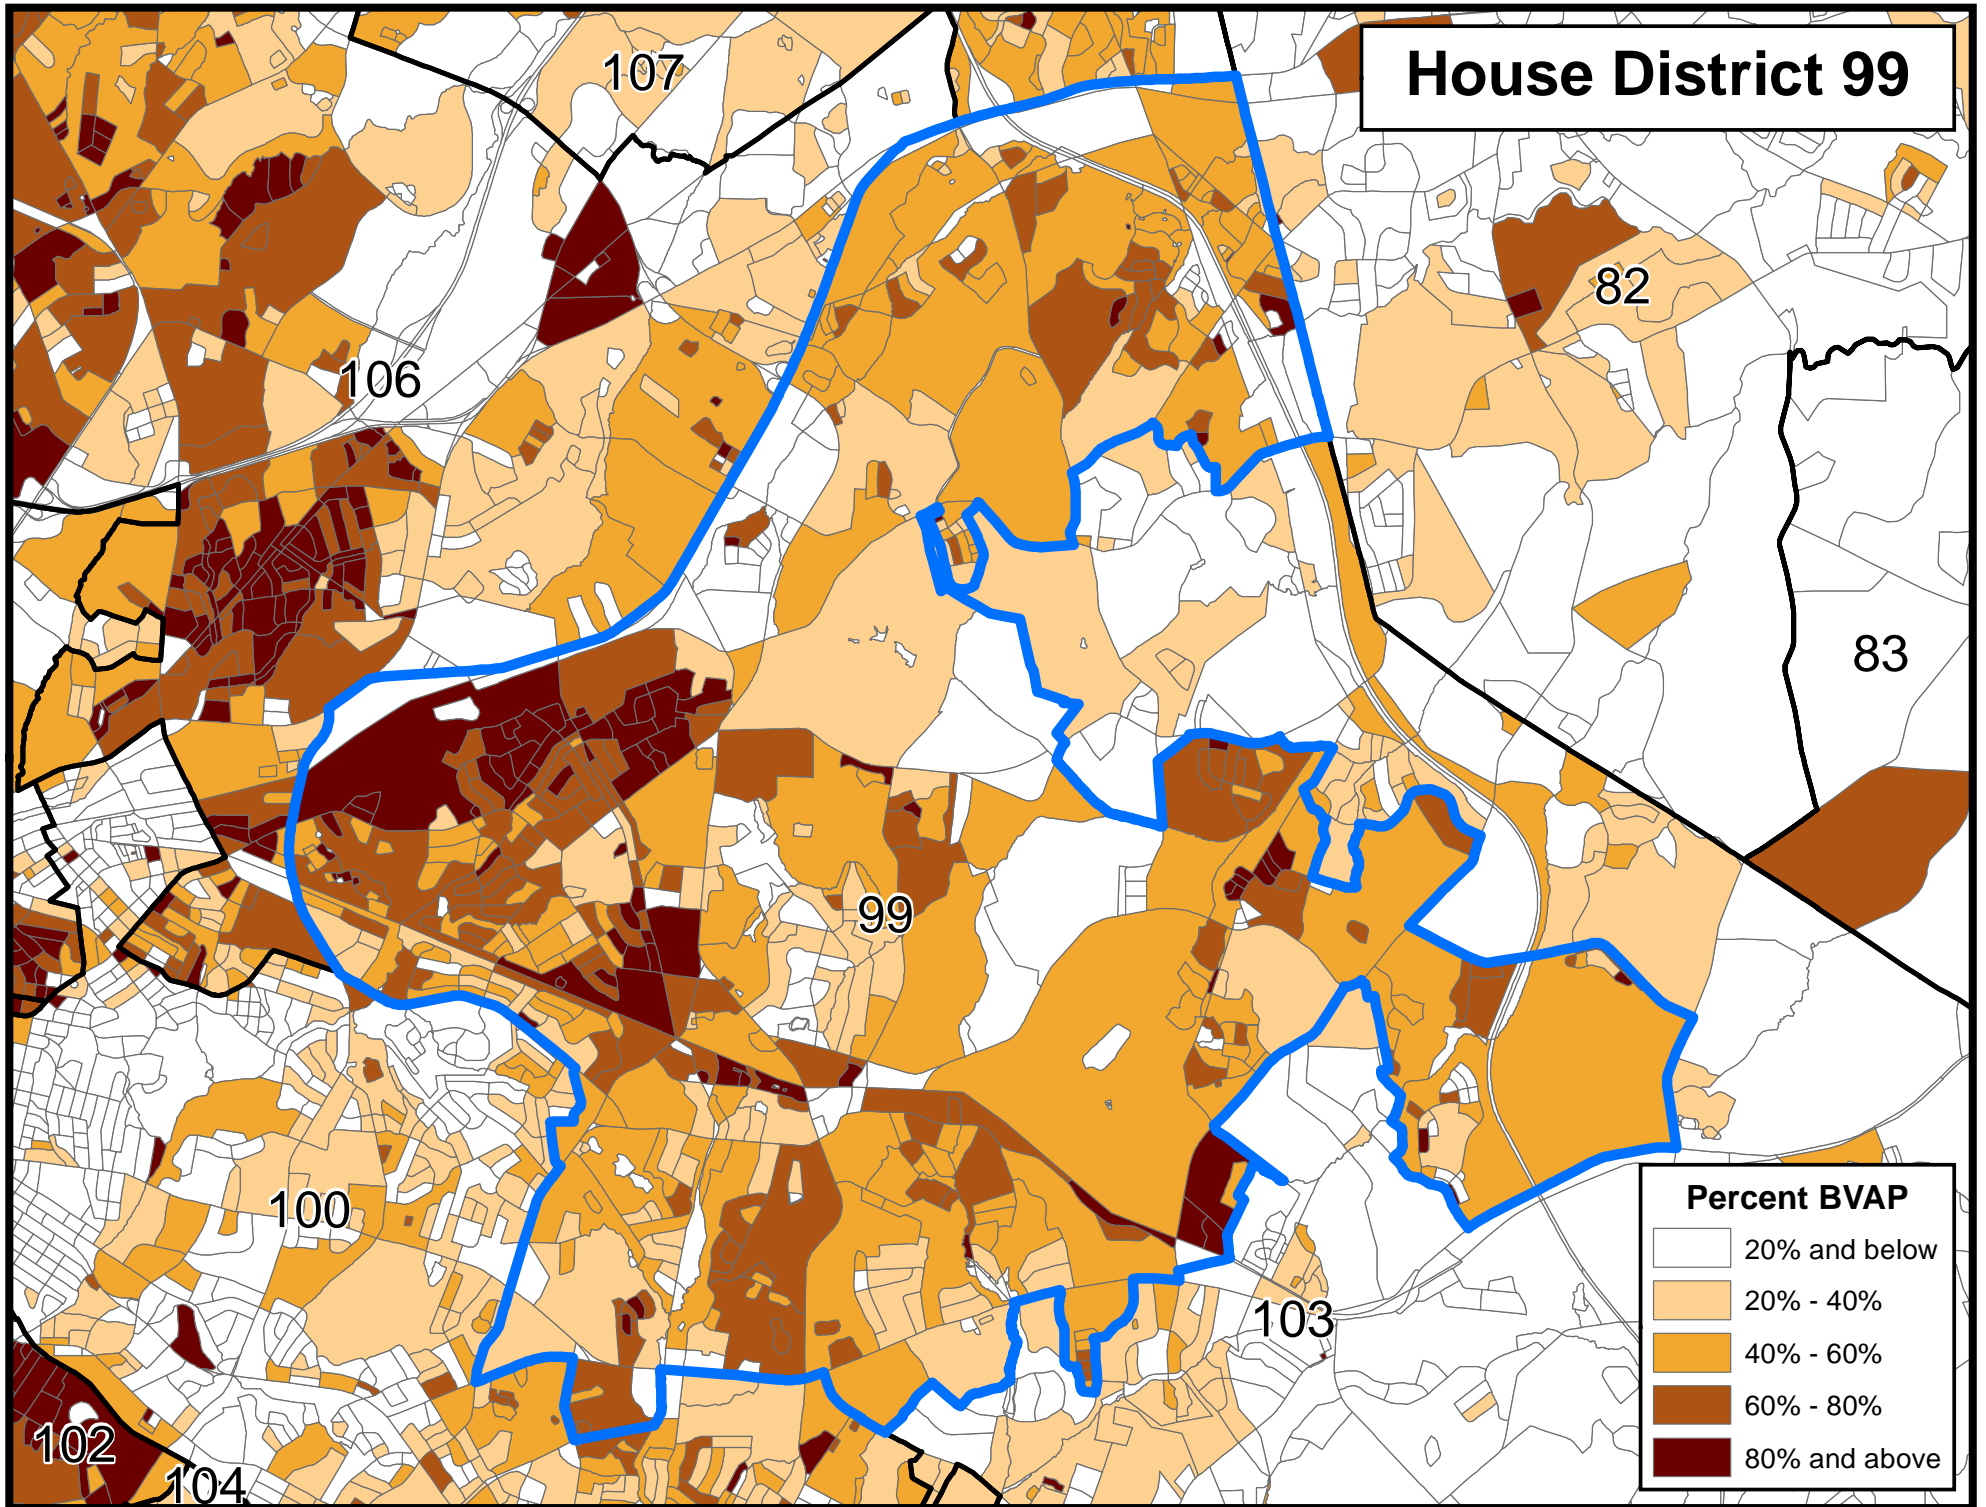 House District 99
107
82
106
83
99
100
103
102
104
Percent BVAP
20% and below
20% - 40%
40% - 60%
60% - 80%
80% and above